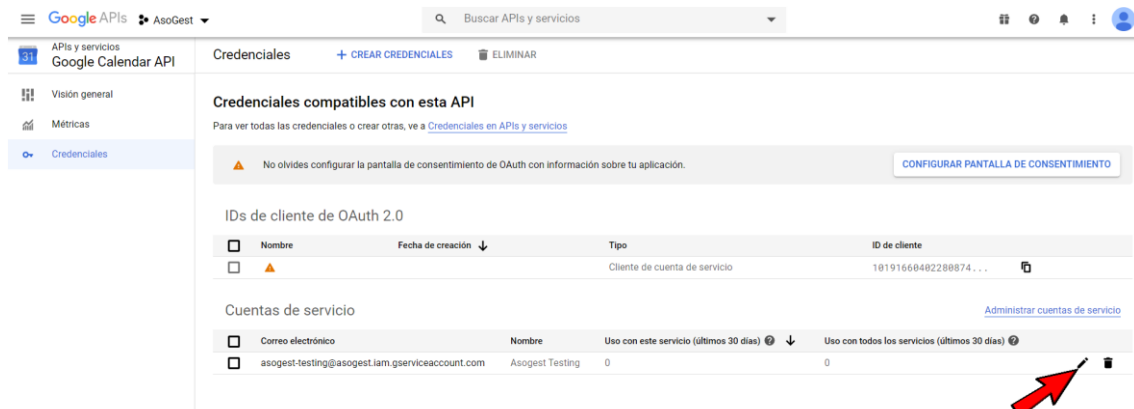 Google APIs AsoGest Buscar APIs y servicios
31 APIs y servicios
Google Calendar API
Credenciales + CREAR CREDENCIALES ELIMINAR
Visión general
Métricas
Credenciales
Credenciales compatibles con esta API
Para ver todas las credenciales o crear otras, ve a Credenciales en APIs y servicios
No olvides configurar la pantalla de consentimiento de OAuth con información sobre tu aplicación. CONFIGURAR PANTALLA DE CONSENTIMIENTO
IDs de cliente de OAuth 2.0
Nombre Fecha de creación Tipo ID de cliente
Cliente de cuenta de servicio 10191660402280874...
Cuentas de servicio Administrar cuentas de servicio
Correo electrónico Nombre Uso con este servicio (últimos 30 días) Uso con todos los servicios (últimos 30 días)
asogest-testing@asogest.iam.gserviceaccount.com Asogest Testing 0 0